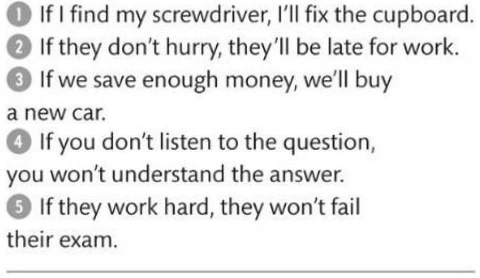 1 If I find my screwdriver, I'll fix the cupboard.
2 If they don't hurry, they'll be late for work.
3 If we save enough money, we'll buy
a new car.
4 If you don't listen to the question,
you won't understand the answer.
5 If they work hard, they won't fail
their exam.